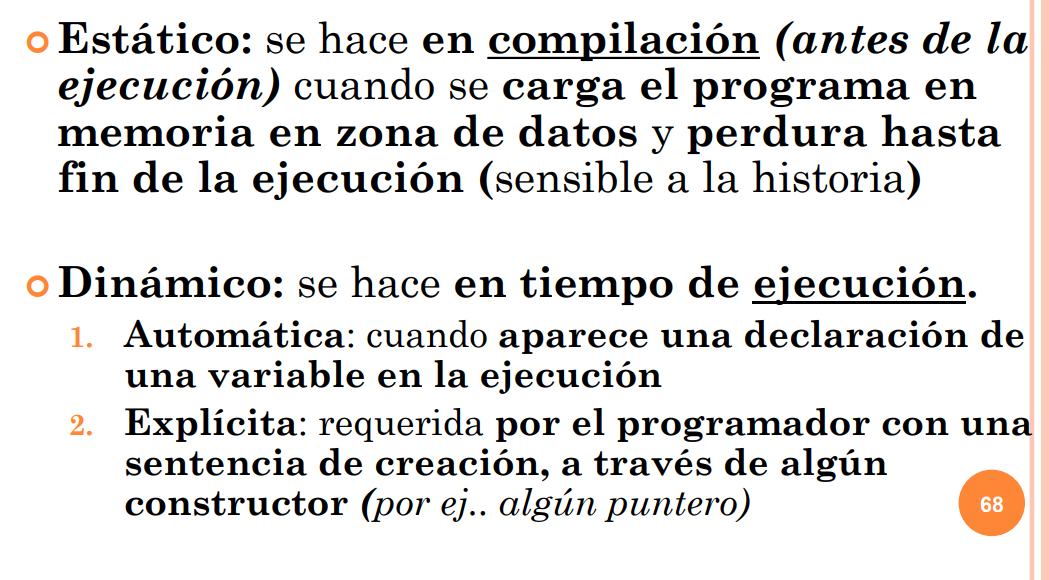 Estático: se hace en compilación (antes de la
ejecución) cuando se carga el programa en
memoria en zona de datos y perdura hasta
fin de la ejecución (sensible a la historia)
Dinámico: se hace en tiempo de ejecución.
1. Automática: cuando aparece una declaración de
una variable en la ejecución
2. Explícita: requerida por el programador con una
sentencia de creación, a través de algún
constructor (por ej.. algún puntero)
68